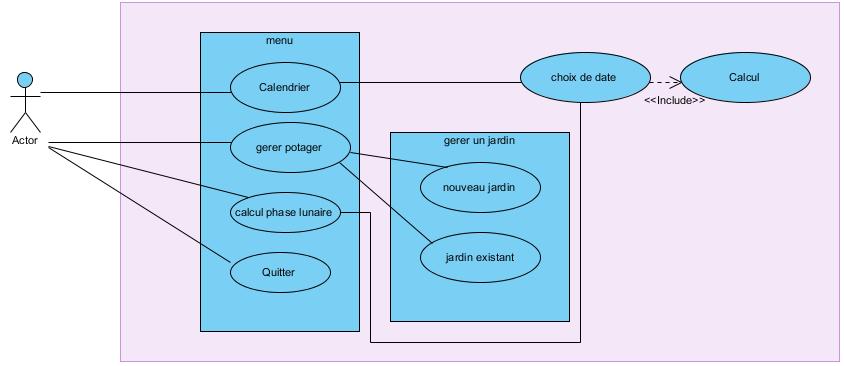 menu
Calendrier
choix de date
Calcul
<<Include>>
Actor
gerer potager
gerer un jardin
nouveau jardin
calcul phase lunaire
jardin existant
Quitter